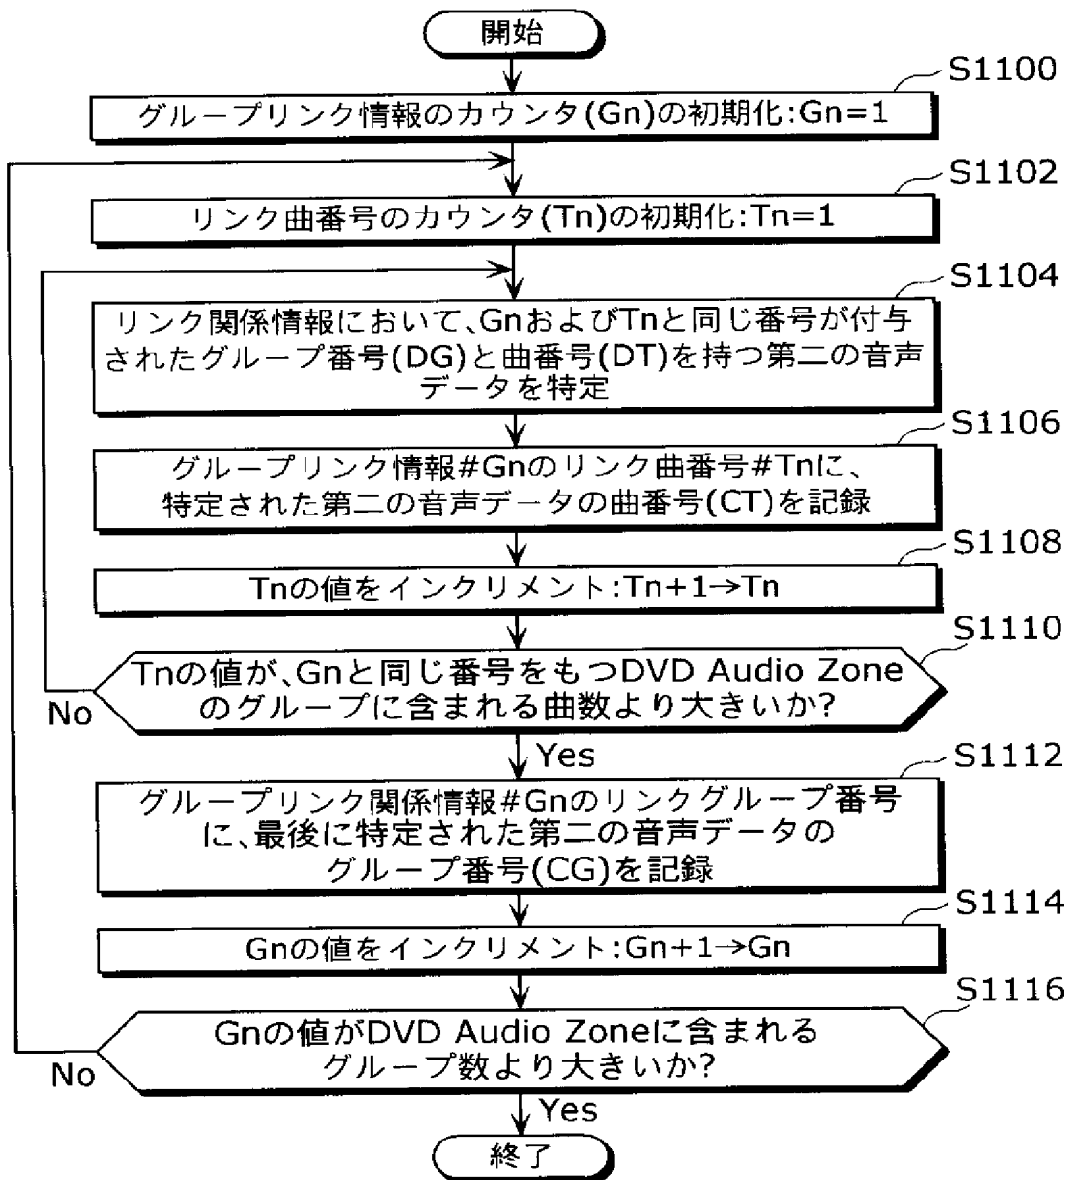 開始
S1100
グループリンク情報のカウンタ(Gn)の初期化:Gn=1
S1102
リンク曲番号のカウンタ(Tn)の初期化:Tn=1
S1104
リンク関係情報において、GnおよびTnと同じ番号が付与
されたグループ番号(DG)と曲番号(DT)を持つ第二の音声
データを特定
S1106
グループリンク情報#Gnのリンク曲番号#Tnに、
特定された第二の音声データの曲番号(CT)を記録
S1108
Tnの値をインクリメント:Tn+1→Tn
S1110
Tnの値が、Gnと同じ番号をもつDVD Audio Zone
のグループに含まれる曲数より大きいか?
No
Yes
S1112
グループリンク関係情報#Gnのリンクグループ番号
に、最後に特定された第二の音声データの
グループ番号(CG)を記録
S1114
Gnの値をインクリメント:Gn+1→Gn
S1116
Gnの値がDVD Audio Zoneに含まれる
グループ数より大きいか?
No
Yes
終了